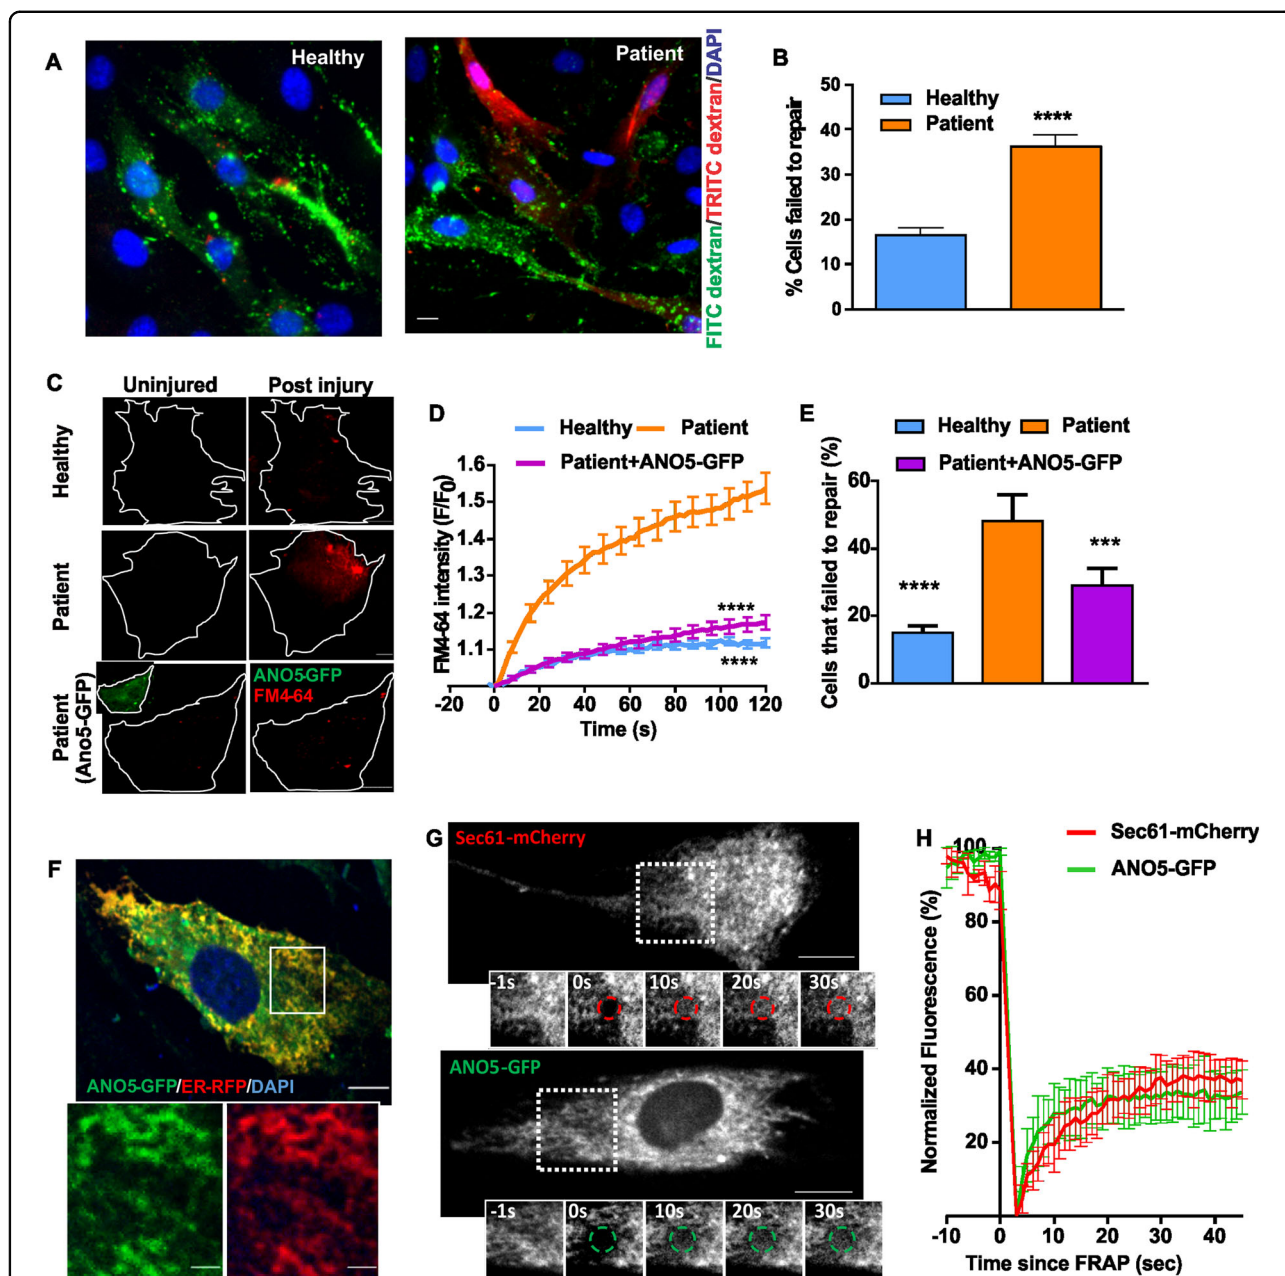 A
Healthy
Patient
FITC dextran/TRITC dextran/DAPI
B
% Cells failed to repair
50
40
30
20
10
0
Healthy
Patient
****
C
Uninjured
Post injury
Healthy
Patient
Patient
(Ano5-GFP)
ANO5-GFP
FM4-64
D
Healthy
Patient
Patient+ANO5-GFP
FM4-64 intensity (F/F0)
1.6
1.5
1.4
1.3
1.2
1.1
****
****
-20 0 20 40 60 80 100 120
Time (s)
E
Healthy
Patient
Patient+ANO5-GFP
Cells that failed to repair (%)
60
40
20
0
****
***
F
ANO5-GFP/ER-RFP/DAPI
G
Sec61-mCherry
-1s
0s
10s
20s
30s
ANO5-GFP
-1s
0s
10s
20s
30s
H
Sec61-mCherry
ANO5-GFP
Normalized Fluorescence (%)
100
80
60
40
20
-10 0 10 20 30 40
Time since FRAP (sec)